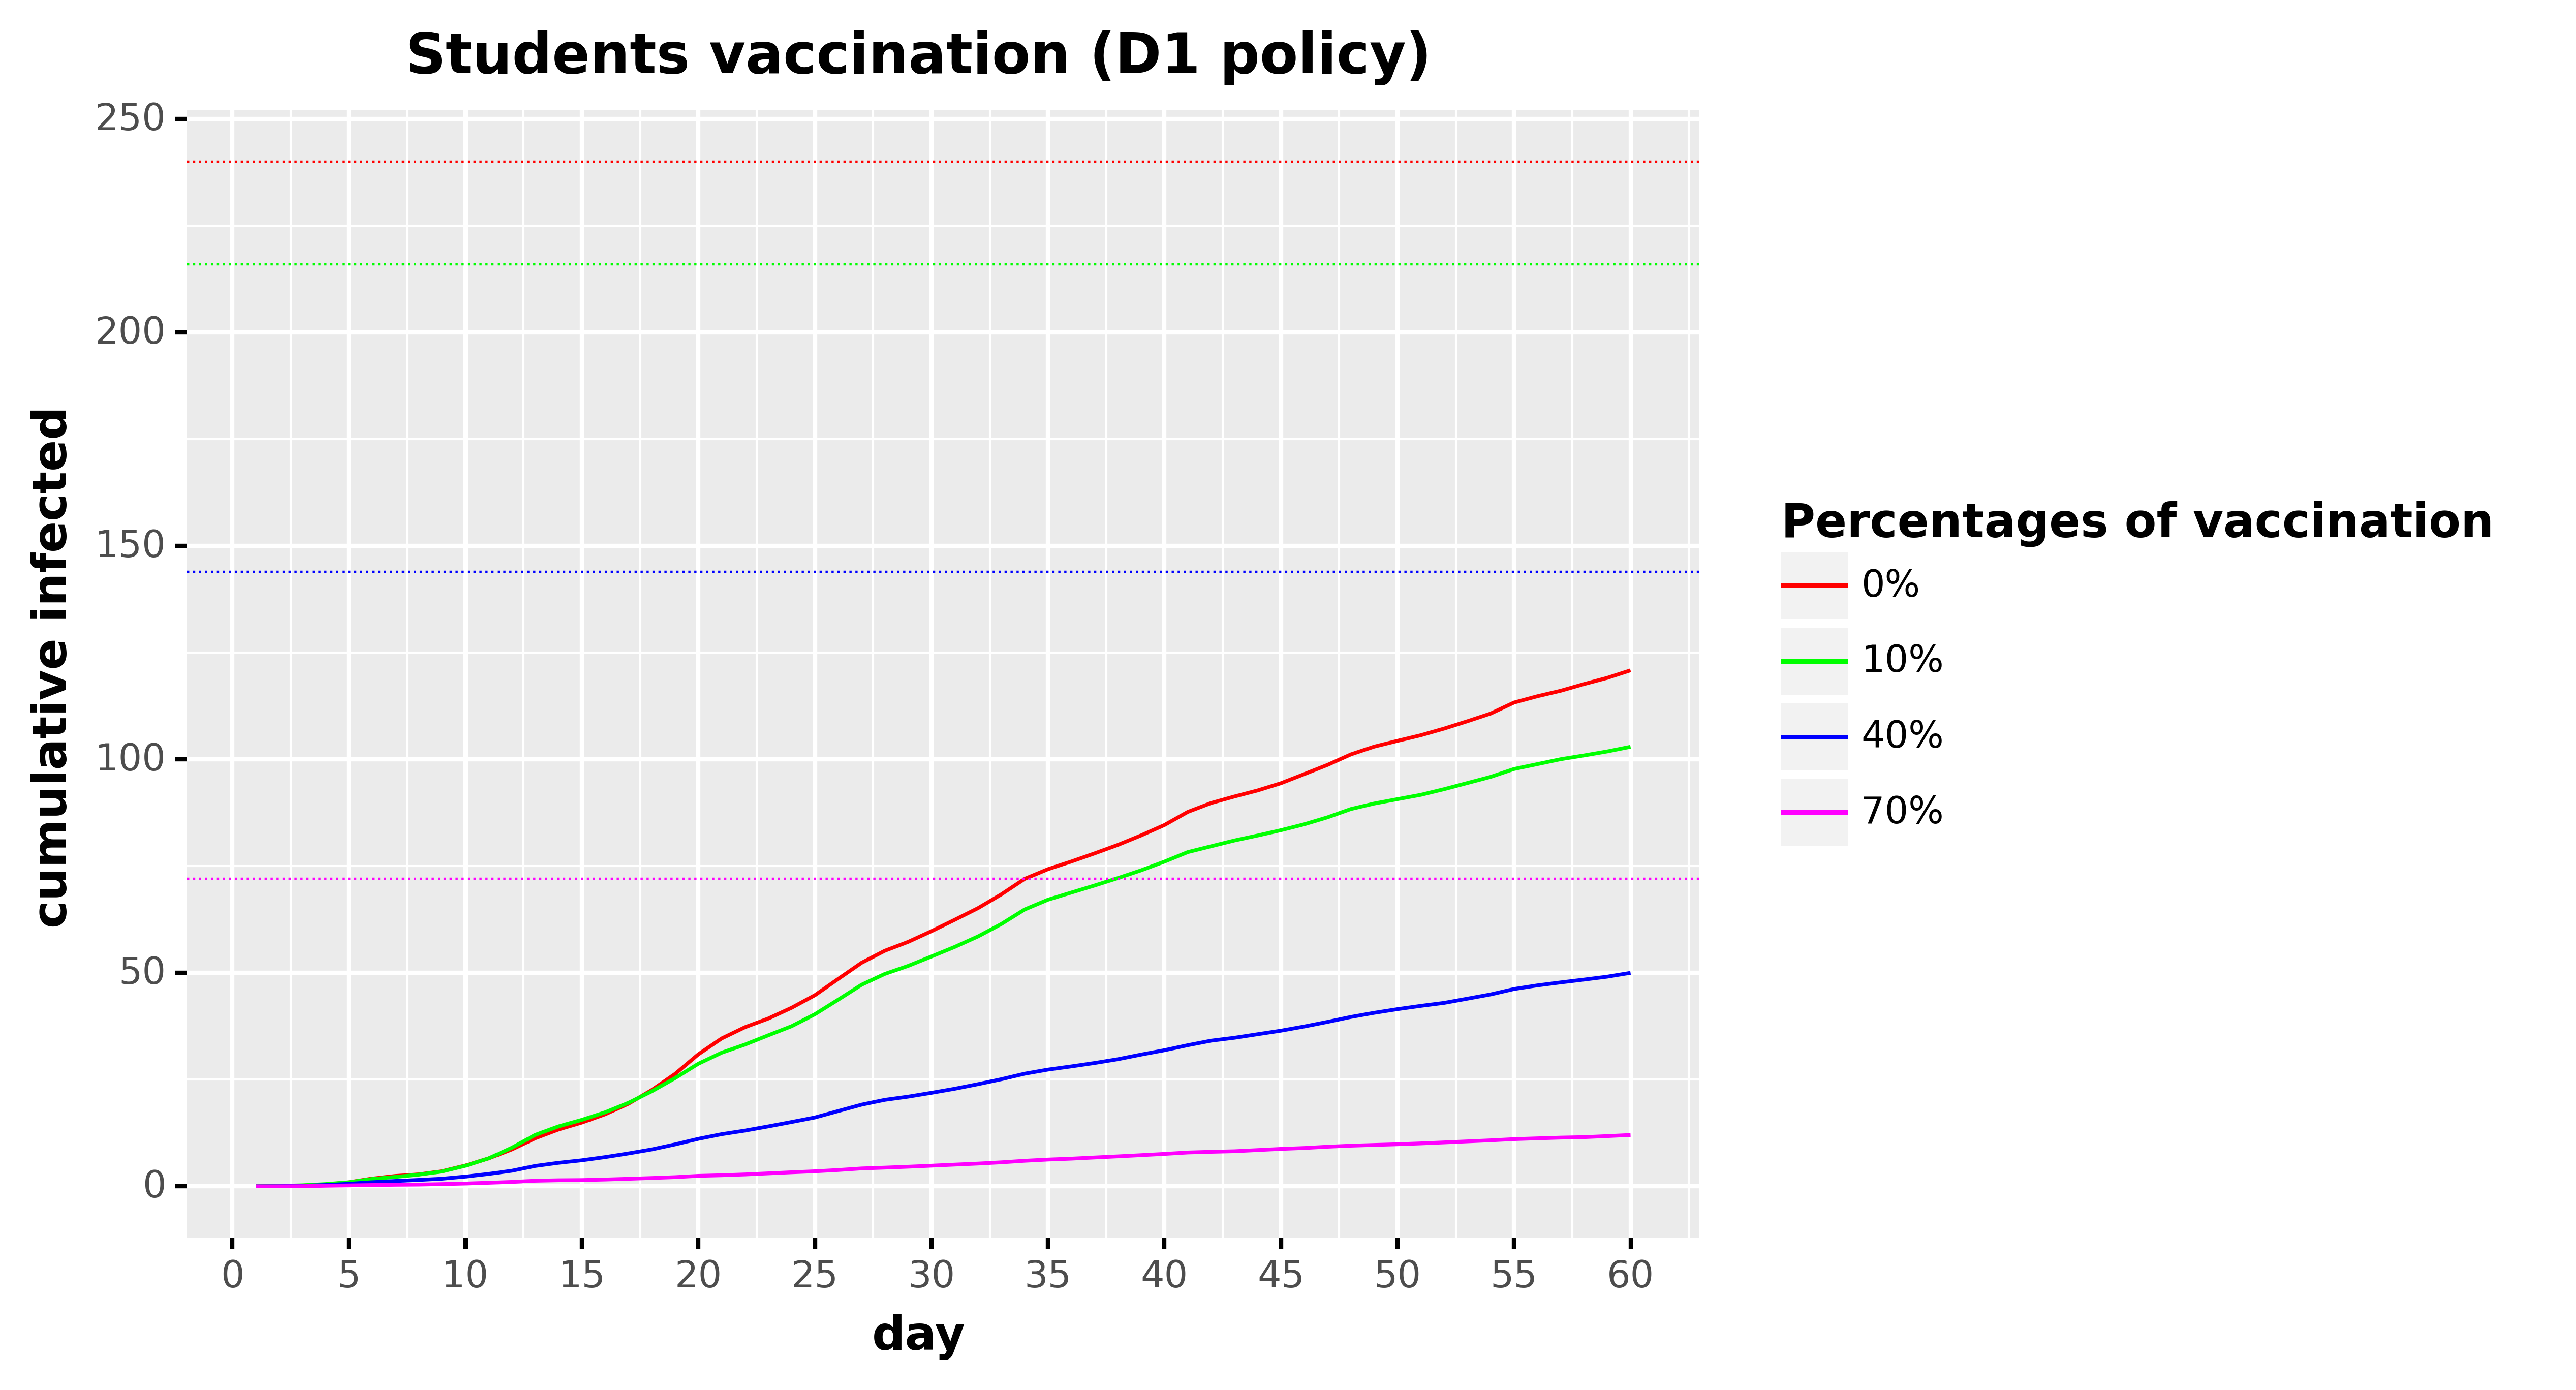 Students vaccination (D1 policy)
250
200
150
100
50
0
cumulative infected
0 5 10 15 20 25 30 35 40 45 50 55 60
day
Percentages of vaccination
0%
10%
40%
70%